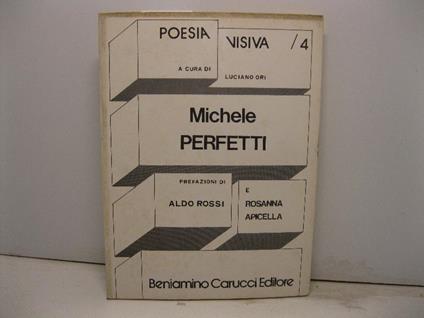 POESIA VISIVA /4
A CURA DI
LUCIANO ORI
Michele
PERFETTI
PREFAZIONI DI
ALDO ROSSI
E
ROSANNA
APICELLA
Beniamino Carucci Editore